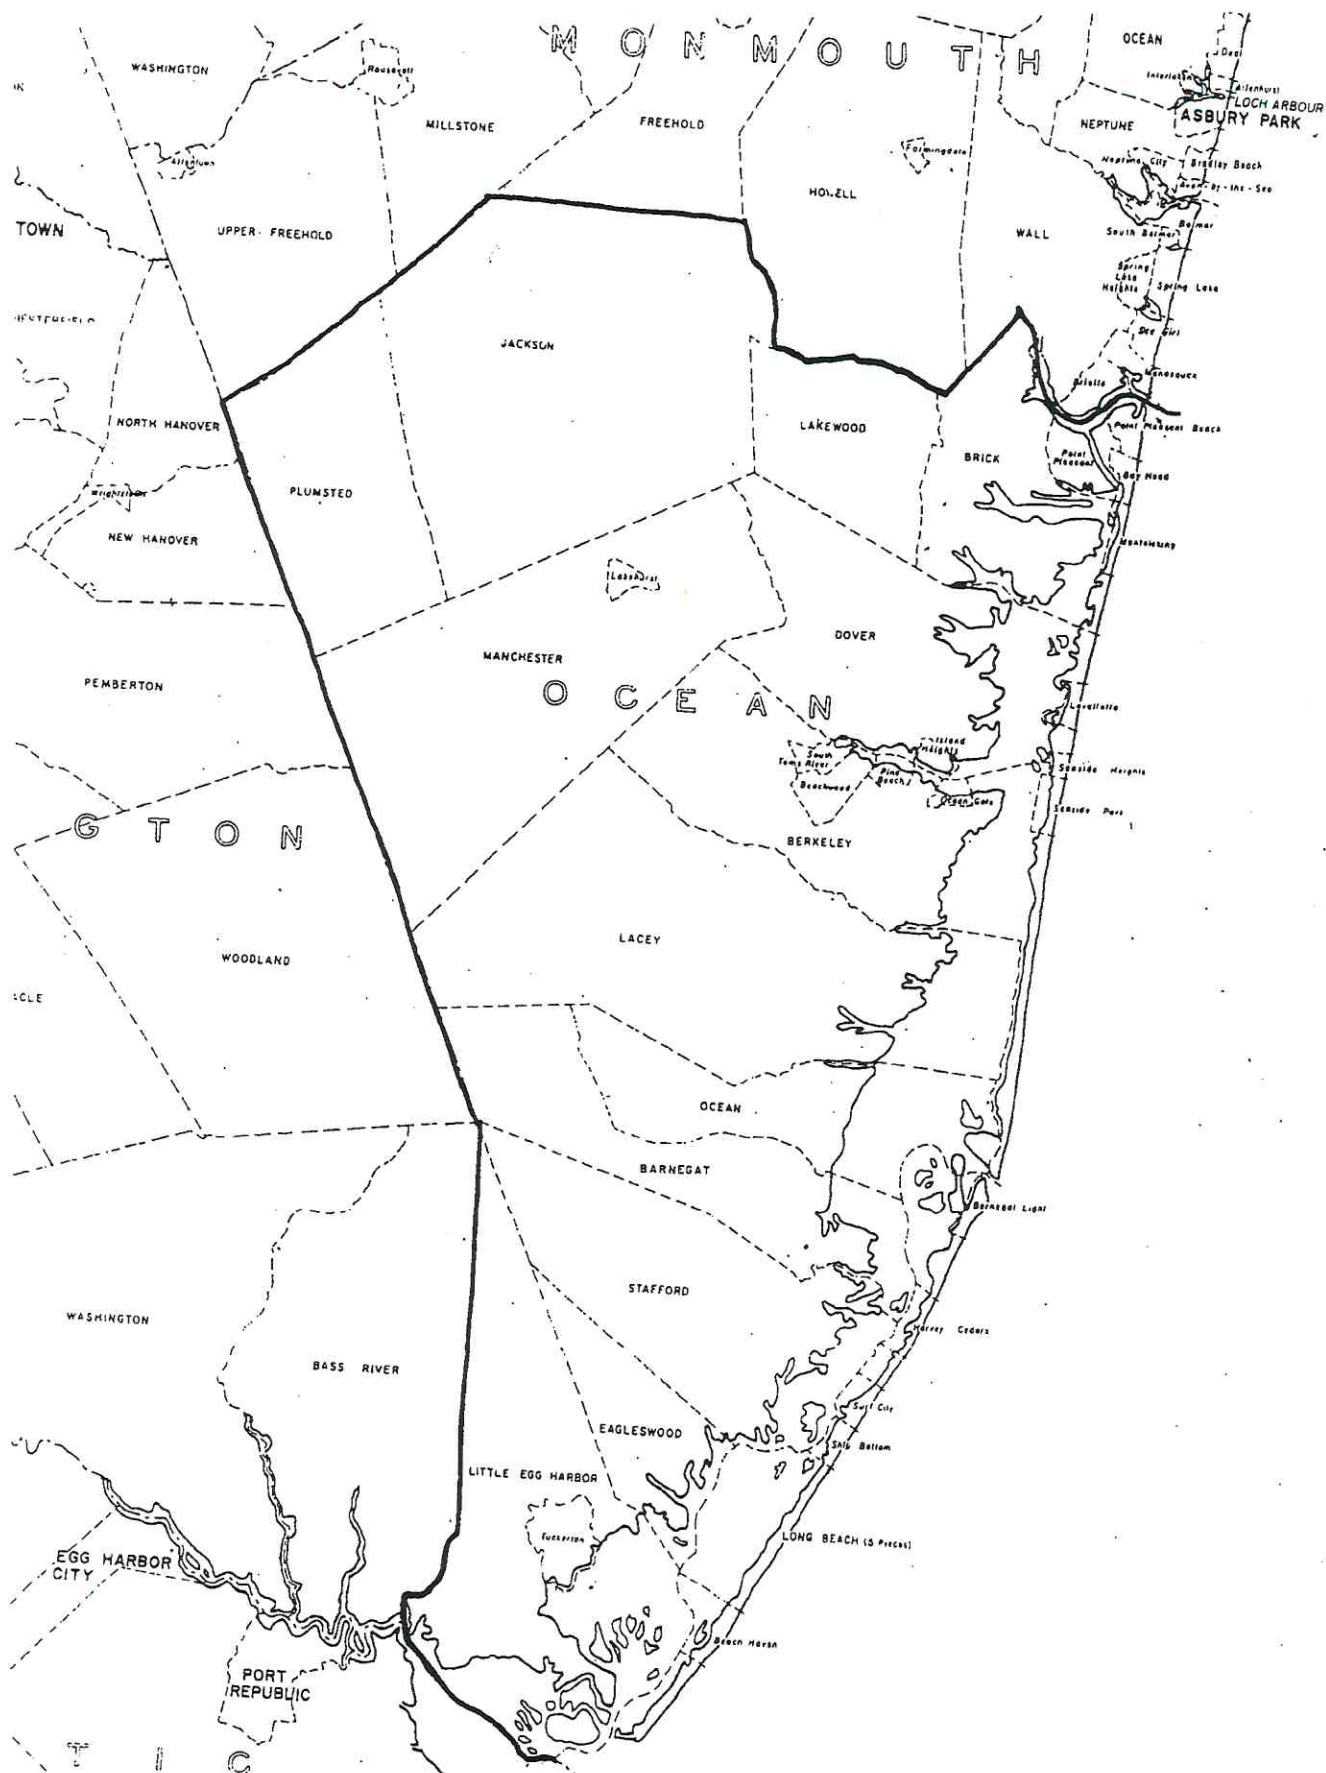 MONMOUTH
OCEAN
WASHINGTON
Roosevelt
Deal
Interlaken
Allenhurst
LOCH ARBOUR
ASBURY PARK
MILLSTONE
FREEHOLD
NEPTUNE
Allentown
Farmingdale
Neptune City
Bradley Beach
Avon-by-the-Sea
HOWELL
TOWN
UPPER FREEHOLD
WALL
Belmar
South Belmar
Spring
Lake
Heights
Spring Lake
Sea Girt
JACKSON
Manasquan
Brielle
NORTH HANOVER
LAKEWOOD
Point Pleasant Beach
BRICK
Point
Pleasant
Bay Head
PLUMSTED
Wrightstown
NEW HANOVER
Mantoloking
Lakehurst
DOVER
MANCHESTER
PEMBERTON
OCEAN
Lavallette
Island
Heights
South
Toms River
Pine
Beach
Seaside Heights
Beachwood
Ocean Gate
Seaside Park
GTON
BERKELEY
LACEY
WOODLAND
OCEAN
BARNEGAT
Barnegat Light
STAFFORD
WASHINGTON
Harvey Cedars
BASS RIVER
Surf City
EAGLESWOOD
Ship Bottom
LITTLE EGG HARBOR
Tuckerton
LONG BEACH (5 PIECES)
EGG HARBOR
CITY
Beach Haven
PORT
REPUBLIC
TIC